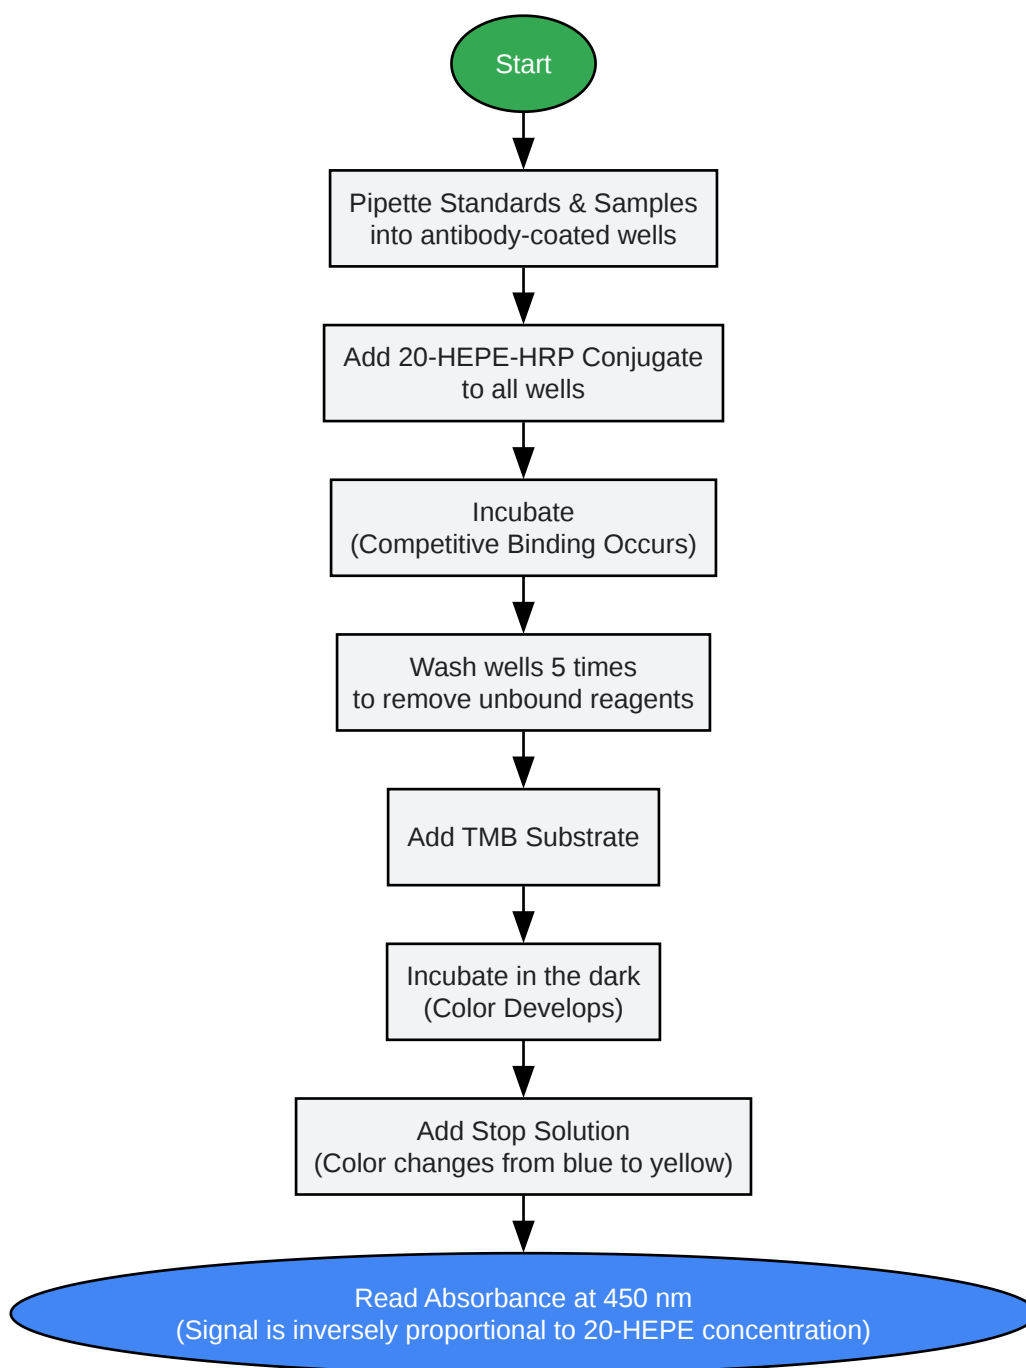 Start
Pipette Standards & Samples
into antibody-coated wells
Add 20-HEPE-HRP Conjugate
to all wells
Incubate
(Competitive Binding Occurs)
Wash wells 5 times
to remove unbound reagents
Add TMB Substrate
Incubate in the dark
(Color Develops)
Add Stop Solution
(Color changes from blue to yellow)
Read Absorbance at 450 nm
(Signal is inversely proportional to 20-HEPE concentration)